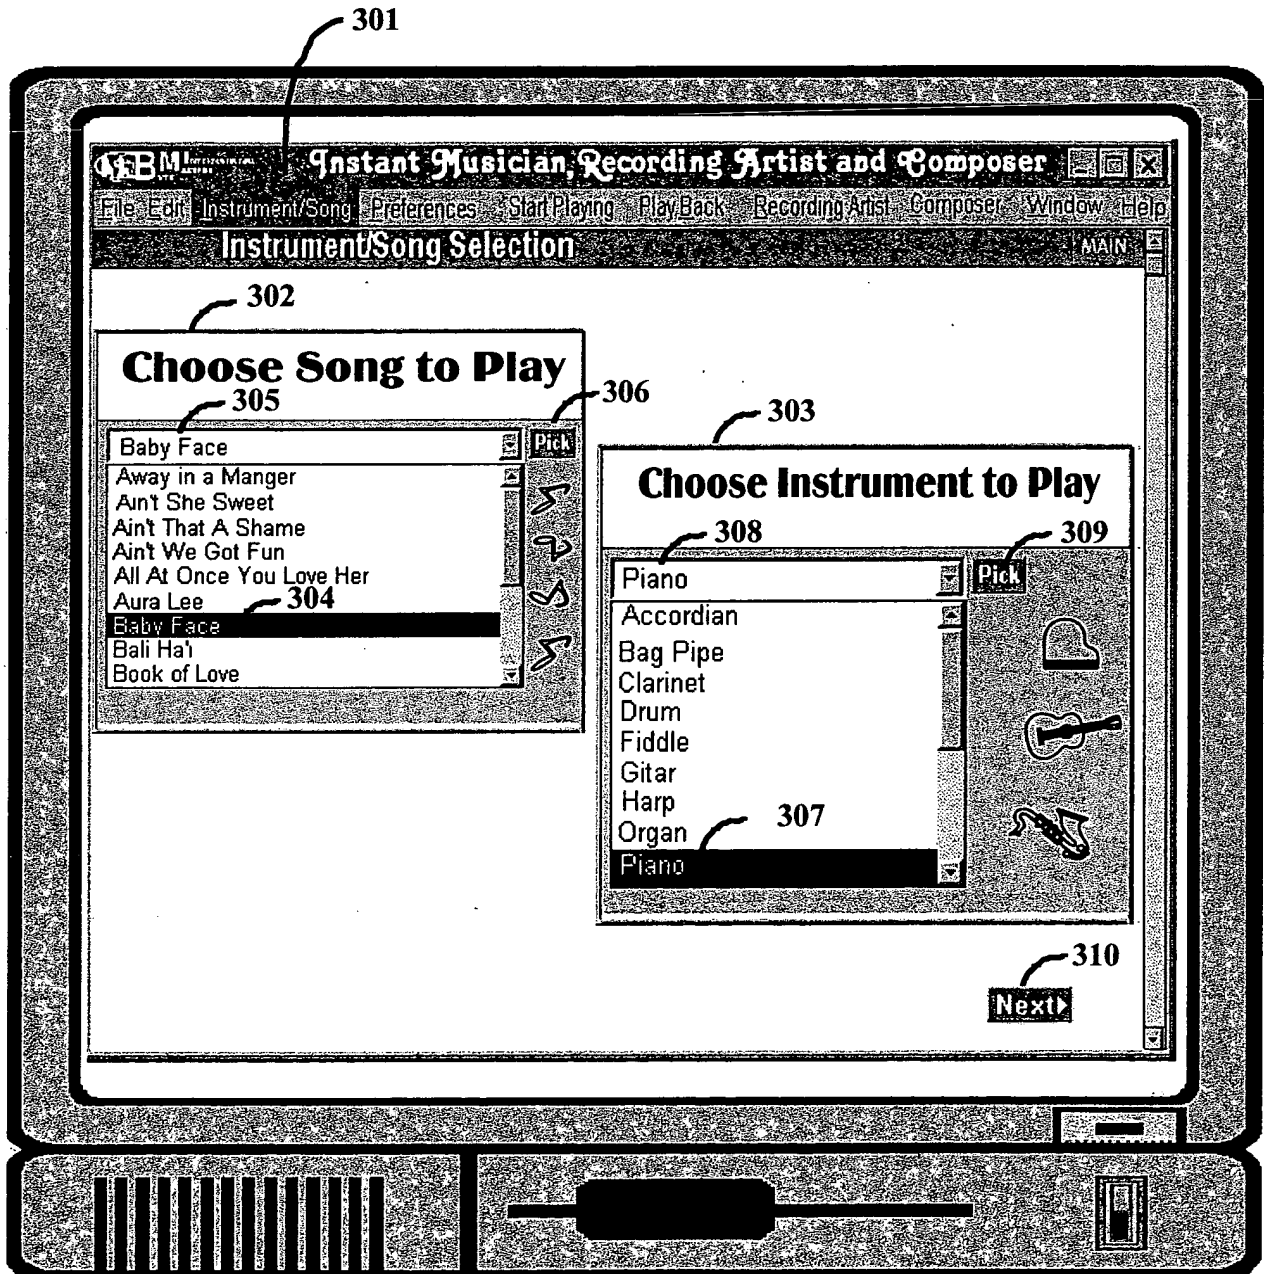 301
Instant Musician, Recording Artist and Composer
File Edit Instrument/Song Preferences Start Playing Play Back Recording Artist Composer Window Help
Instrument/Song Selection MAIN
302
Choose Song to Play
305
306
Baby Face
Pick
Away in a Manger
Ain't She Sweet
Ain't That A Shame
Ain't We Got Fun
All At Once You Love Her
Aura Lee
304
Baby Face
Bali Ha'i
Book of Love
303
Choose Instrument to Play
308
309
Piano
Pick
Accordian
Bag Pipe
Clarinet
Drum
Fiddle
Gitar
Harp
Organ
307
Piano
310
Next